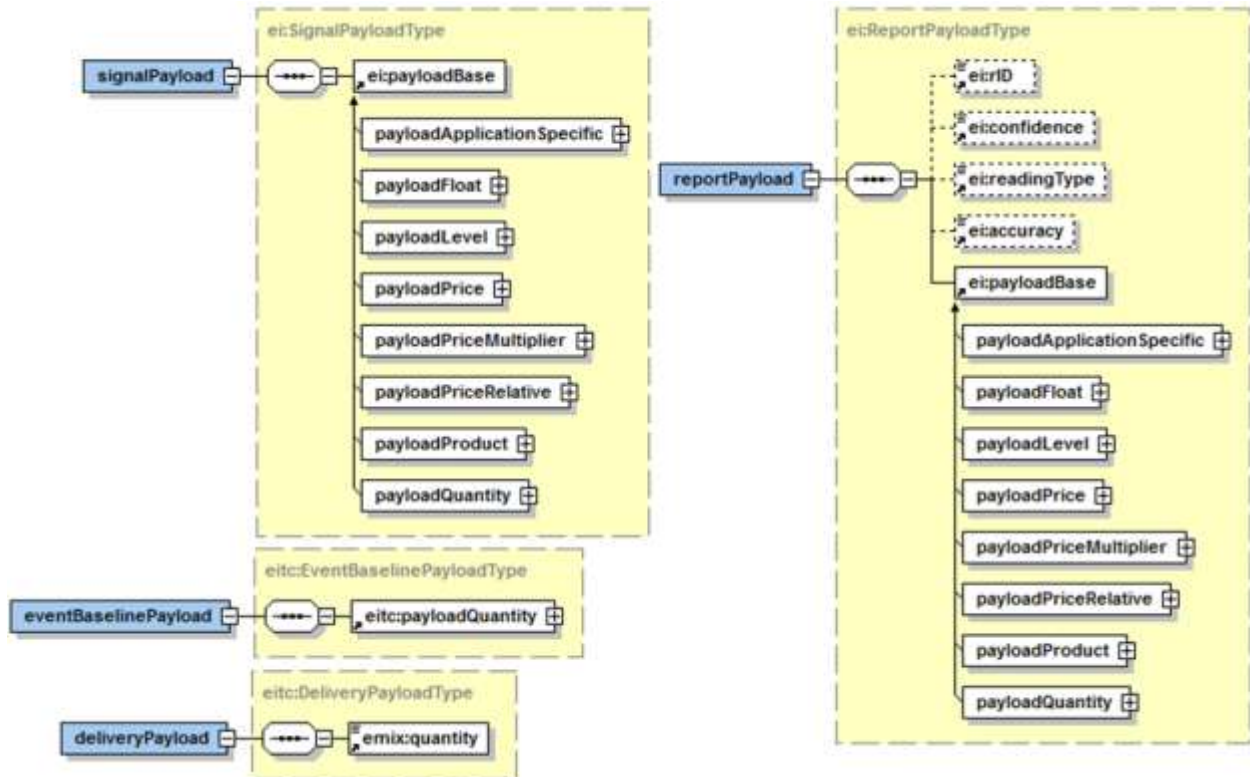 ei:SignalPayloadType
signalPayload
ei:payloadBase
payloadApplicationSpecific
payloadFloat
payloadLevel
payloadPrice
payloadPriceMultiplier
payloadPriceRelative
payloadProduct
payloadQuantity
eitc:EventBaselinePayloadType
eventBaselinePayload
eitc:payloadQuantity
eitc:DeliveryPayloadType
deliveryPayload
emix:quantity
ei:ReportPayloadType
reportPayload
ei:rID
ei:confidence
ei:readingType
ei:accuracy
ei:payloadBase
payloadApplicationSpecific
payloadFloat
payloadLevel
payloadPrice
payloadPriceMultiplier
payloadPriceRelative
payloadProduct
payloadQuantity